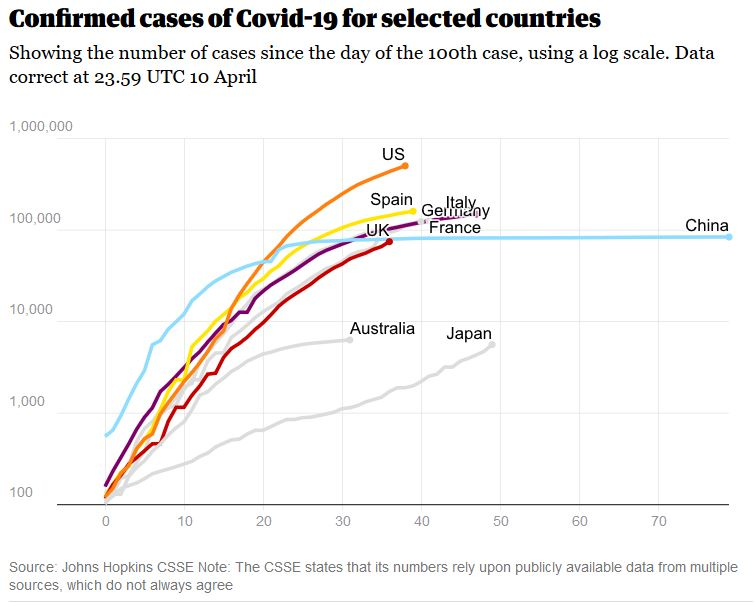 Confirmed cases of Covid-19 for selected countries
Showing the number of cases since the day of the 100th case, using a log scale. Data
correct at 23.59 UTC 10 April
1,000,000
US
Spain
Italy
Germany
100,000
China
France
UK
10,000
Australia
Japan
1,000
100
0 10 20 30 40 50 60 70
Source: Johns Hopkins CSSE Note: The CSSE states that its numbers rely upon publicly available data from multiple
sources, which do not always agree